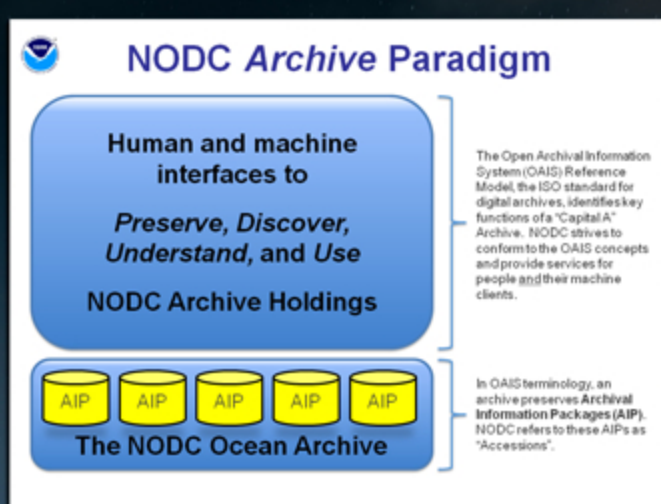 NODC Archive Paradigm
Human and machine
interfaces to
Preserve, Discover,
Understand, and Use
NODC Archive Holdings
The Open Archival Information
System (OAIS) Reference
Model, the ISO standard for
digital archives, identifies key
functions of a "Capital A"
Archive. NODC strives to
conform to the OAIS concepts
and provide services for
people and their machine
clients.
AIP AIP AIP AIP AIP
The NODC Ocean Archive
In OAIS terminology, an
archive preserves Archival
Information Packages (AIP).
NODC refers to these AIPs as
"Accessions".